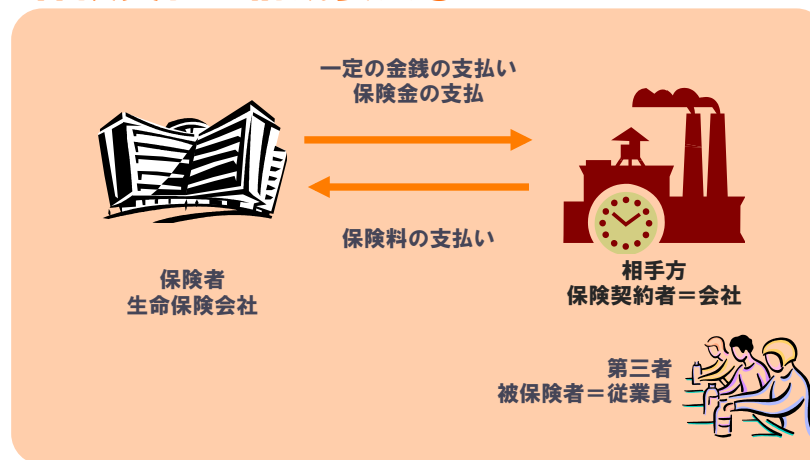 一定の金銭の支払い
保険金の支払
保険料の支払い
保険者
生命保険会社
相手方
保険契約者＝会社
第三者
被保険者＝従業員